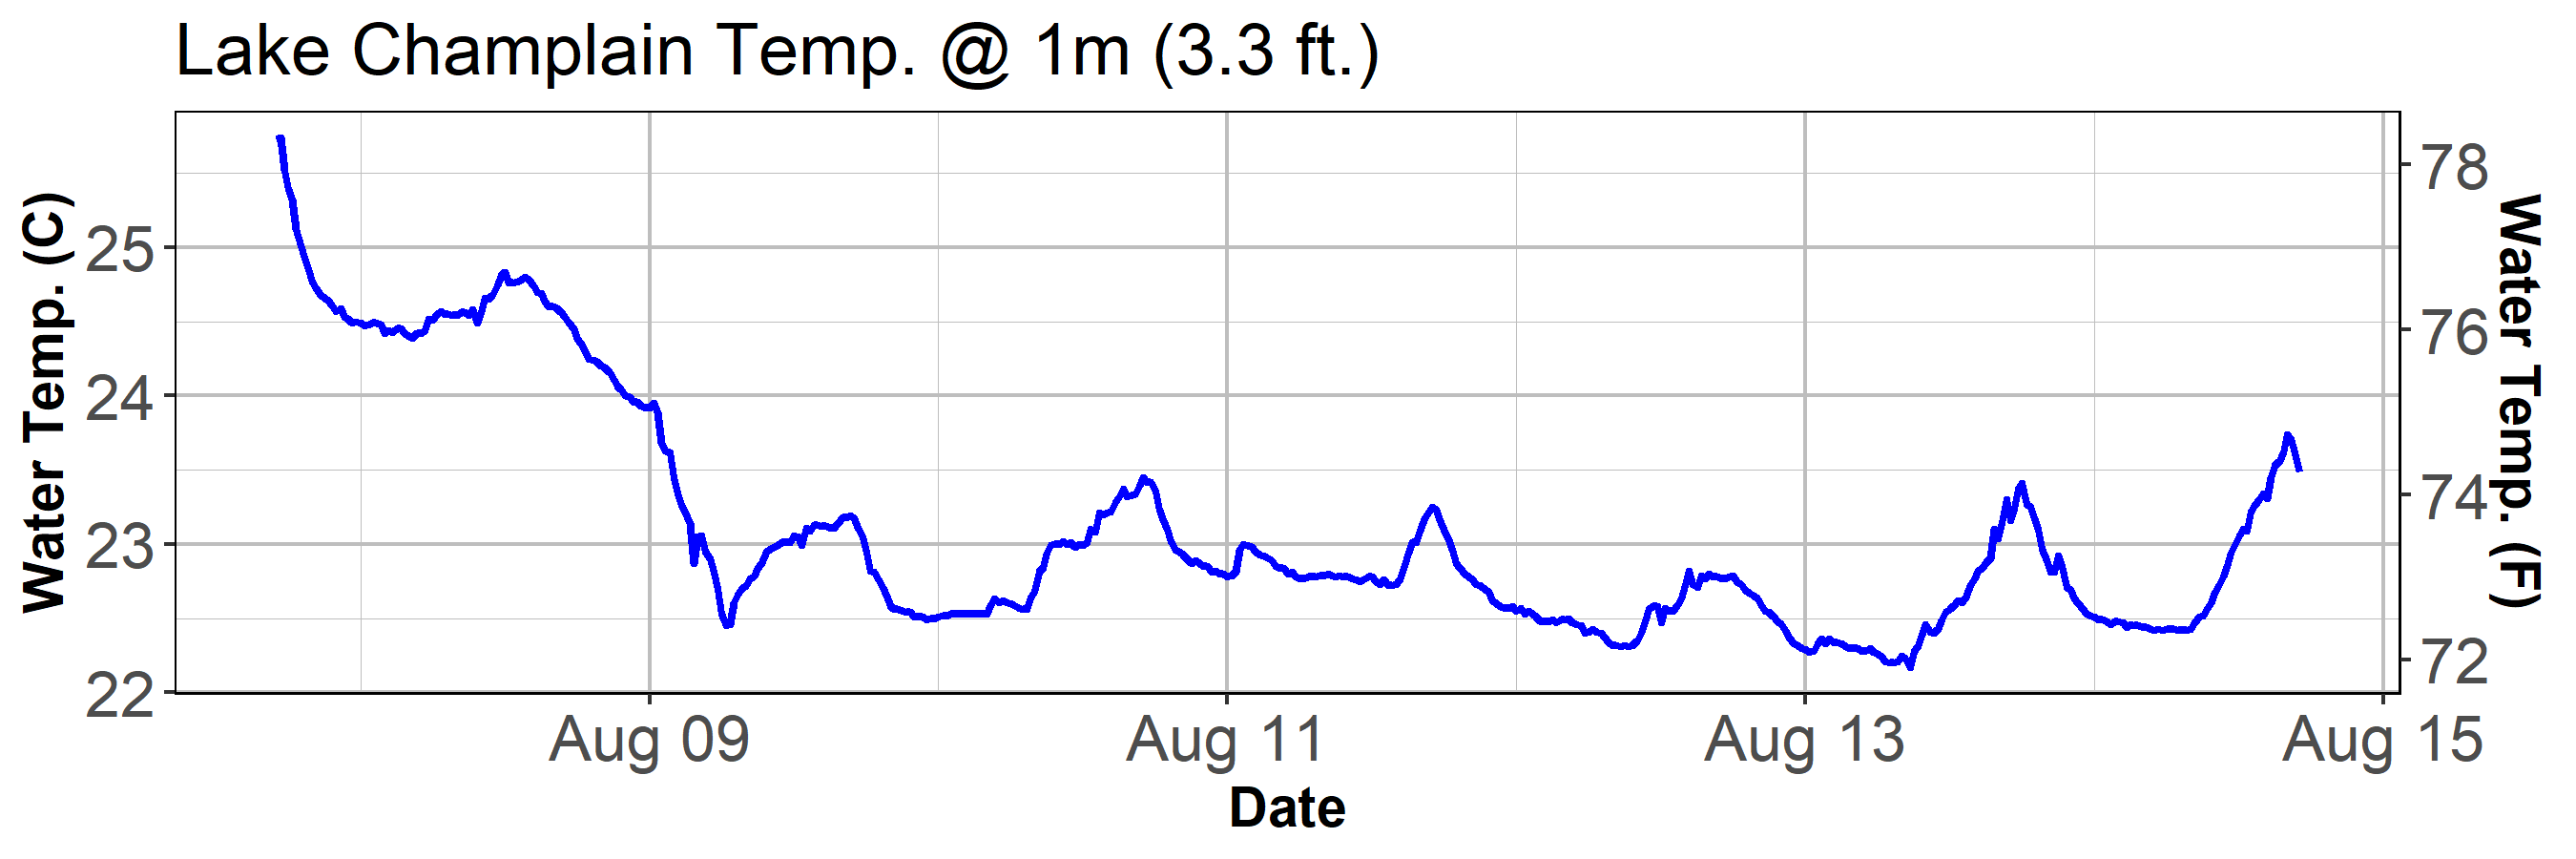 Lake Champlain Temp. @ 1m (3.3 ft.)
Water Temp. (C)
25
24
23
22
78
76
74
72
Water Temp. (F)
Aug 09
Aug 11
Aug 13
Aug 15
Date